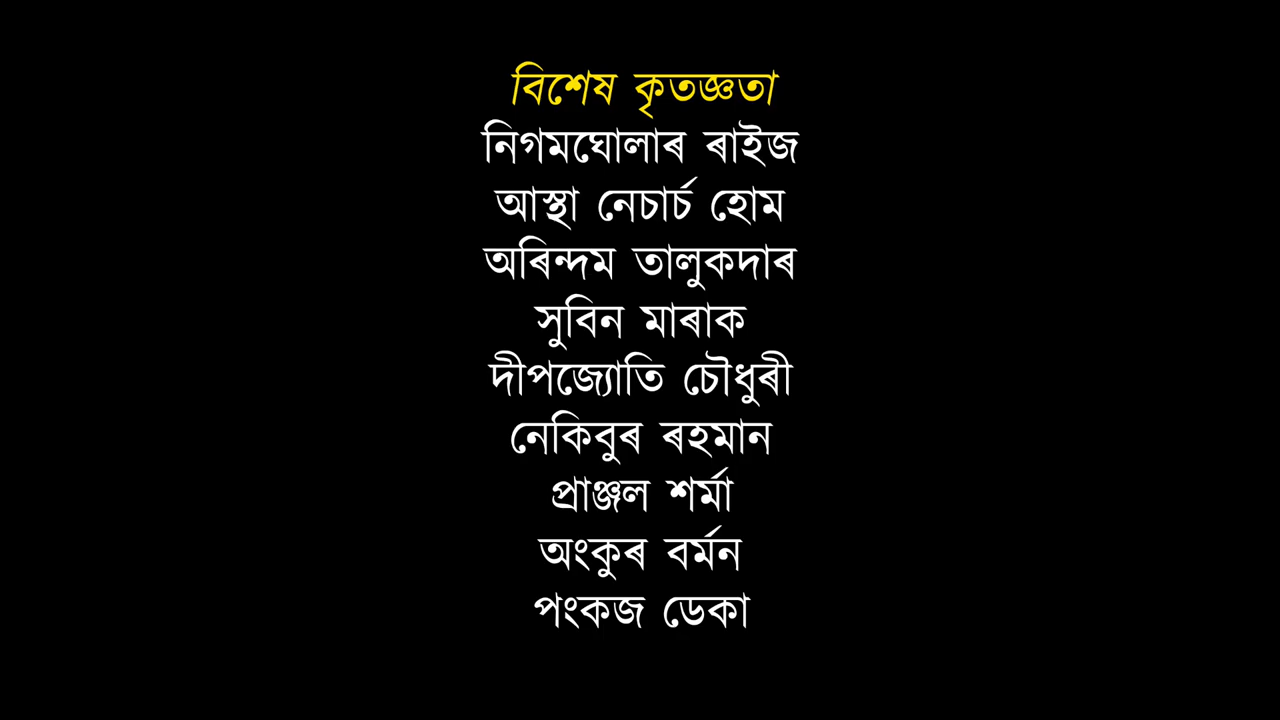 বিশেষ কৃতজ্ঞতা
নিগমঘোলাৰ ৰাইজ
আস্থা নেচাৰ্চ হোম
অৰিন্দম তালুকদাৰ
সুবিন মাৰাক
দীপজ্যোতি চৌধুৰী
নেকিবুৰ ৰহমান
প্ৰাঞ্জল শৰ্মা
অংকুৰ বৰ্মন
পংকজ ডেকা